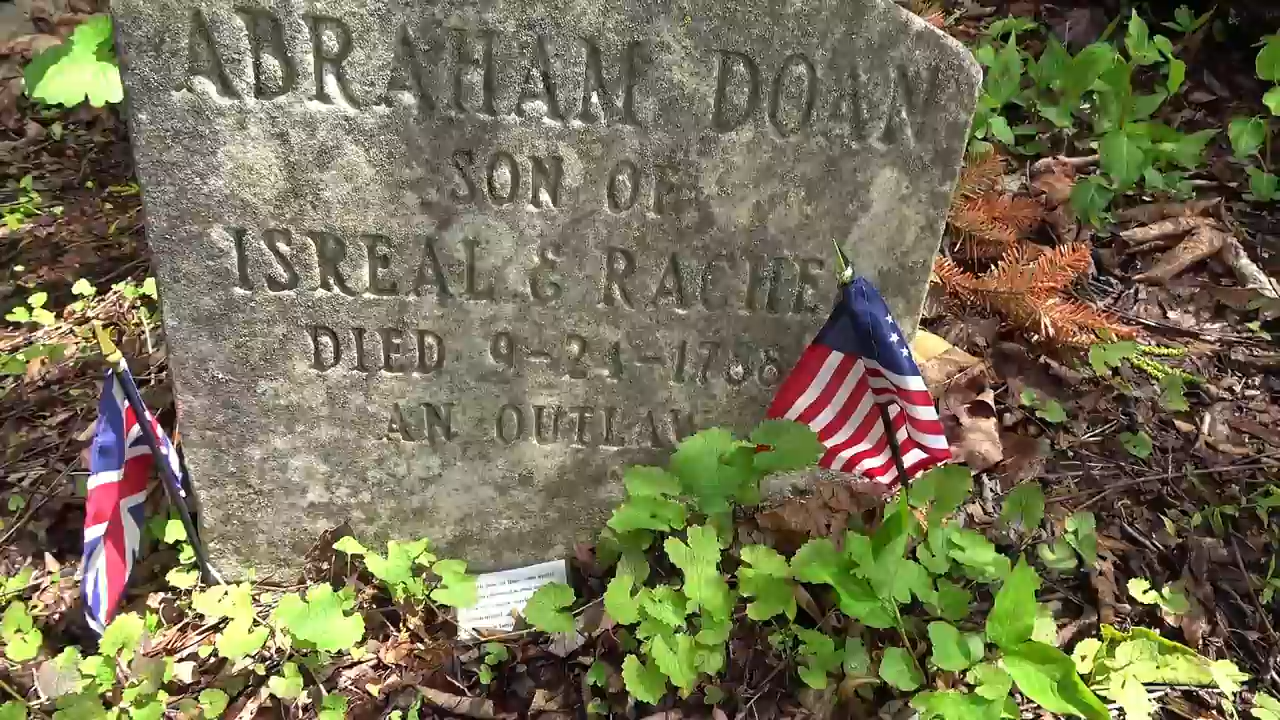 ABRAHAM DOAN
SON OF
ISREAL & RACHE
DIED 9-24-1788
AN OUTLAW